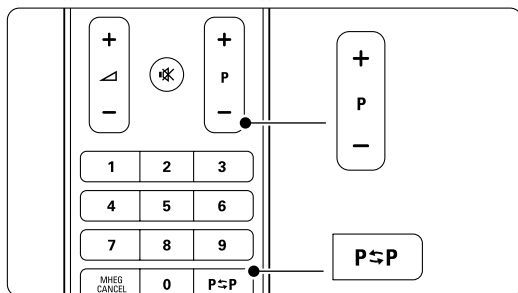 + + +
P P
− − −
1 2 3
4 5 6
7 8 9
MHEG
CANCEL 0 P⇆P P⇆P